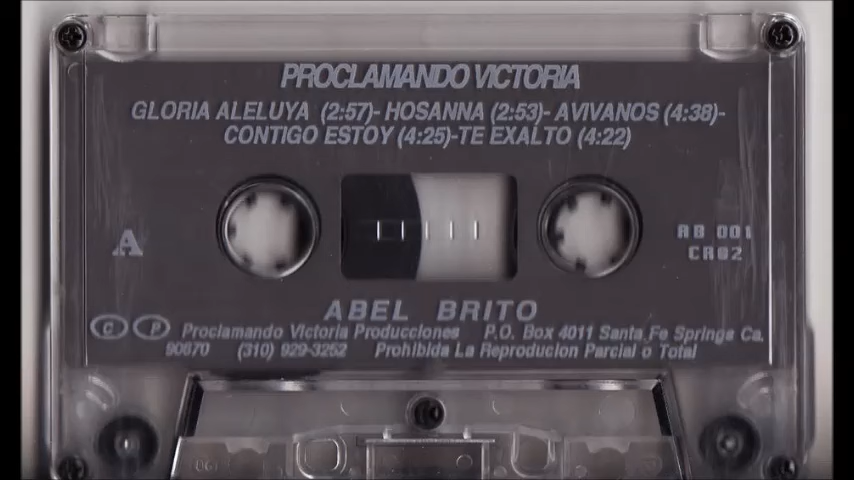 PROCLAMANDO VICTORIA
GLORIA ALELUYA (2:57)- HOSANNA (2:53)- AVIVANOS (4:38)-
CONTIGO ESTOY (4:25)-TE EXALTO (4:22)
A
AB 001
CR02
ABEL BRITO
C P Proclamando Victoria Producciones P.O. Box 4011 Santa Fe Springs Ca.
90670 (310) 929-3252 Prohibida La Reproducion Parcial o Total